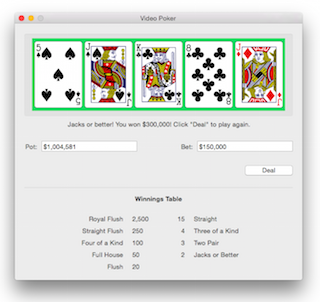 Video Poker
5 J K 8 J
5 J K 8 J
Jacks or better! You won $300,000! Click "Deal" to play again.
Pot: $1,004,581 Bet: $150,000
Deal
Winnings Table
Royal Flush 2,500 15 Straight
Straight Flush 250 4 Three of a Kind
Four of a Kind 100 3 Two Pair
Full House 50 2 Jacks or Better
Flush 20